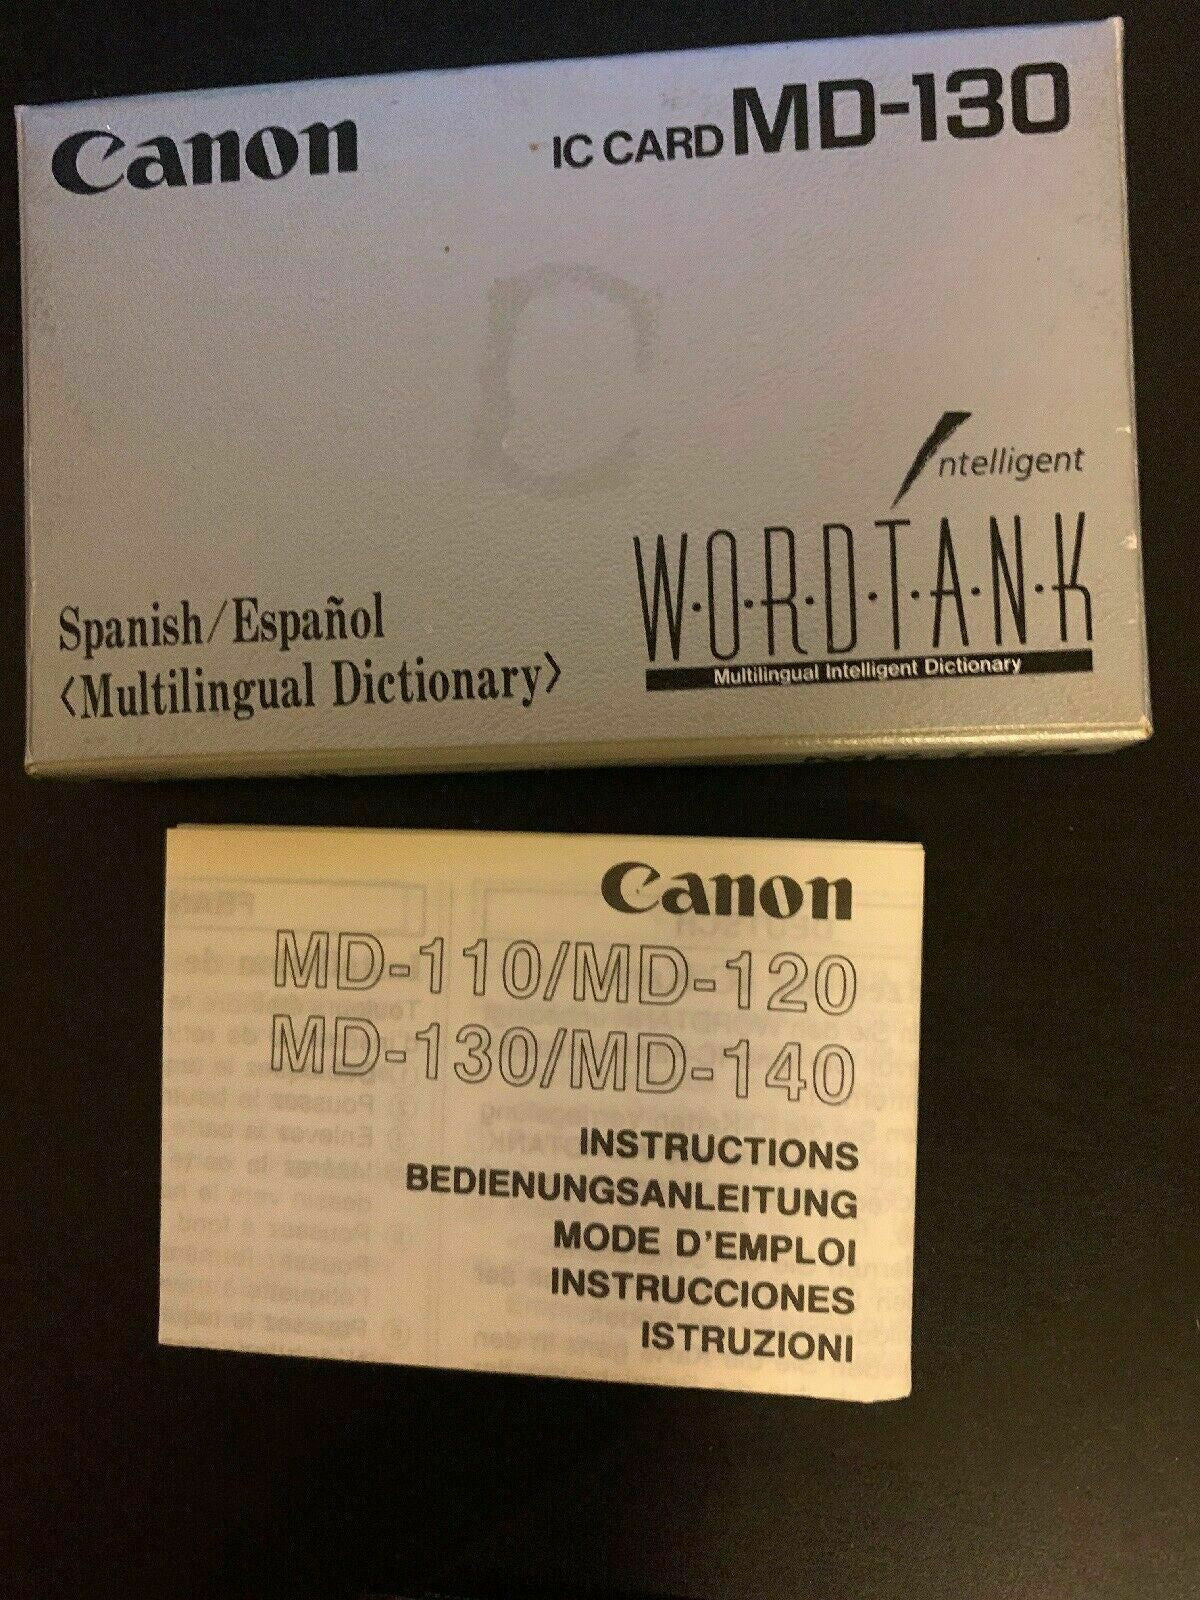 Canon
IC CARD MD-130
Intelligent
W·O·R·D·T·A·N·K
Multilingual Intelligent Dictionary
Spanish/Español
<Multilingual Dictionary>
Canon
MD-110/MD-120
MD-130/MD-140
INSTRUCTIONS
BEDIENUNGSANLEITUNG
MODE D'EMPLOI
INSTRUCCIONES
ISTRUZIONI